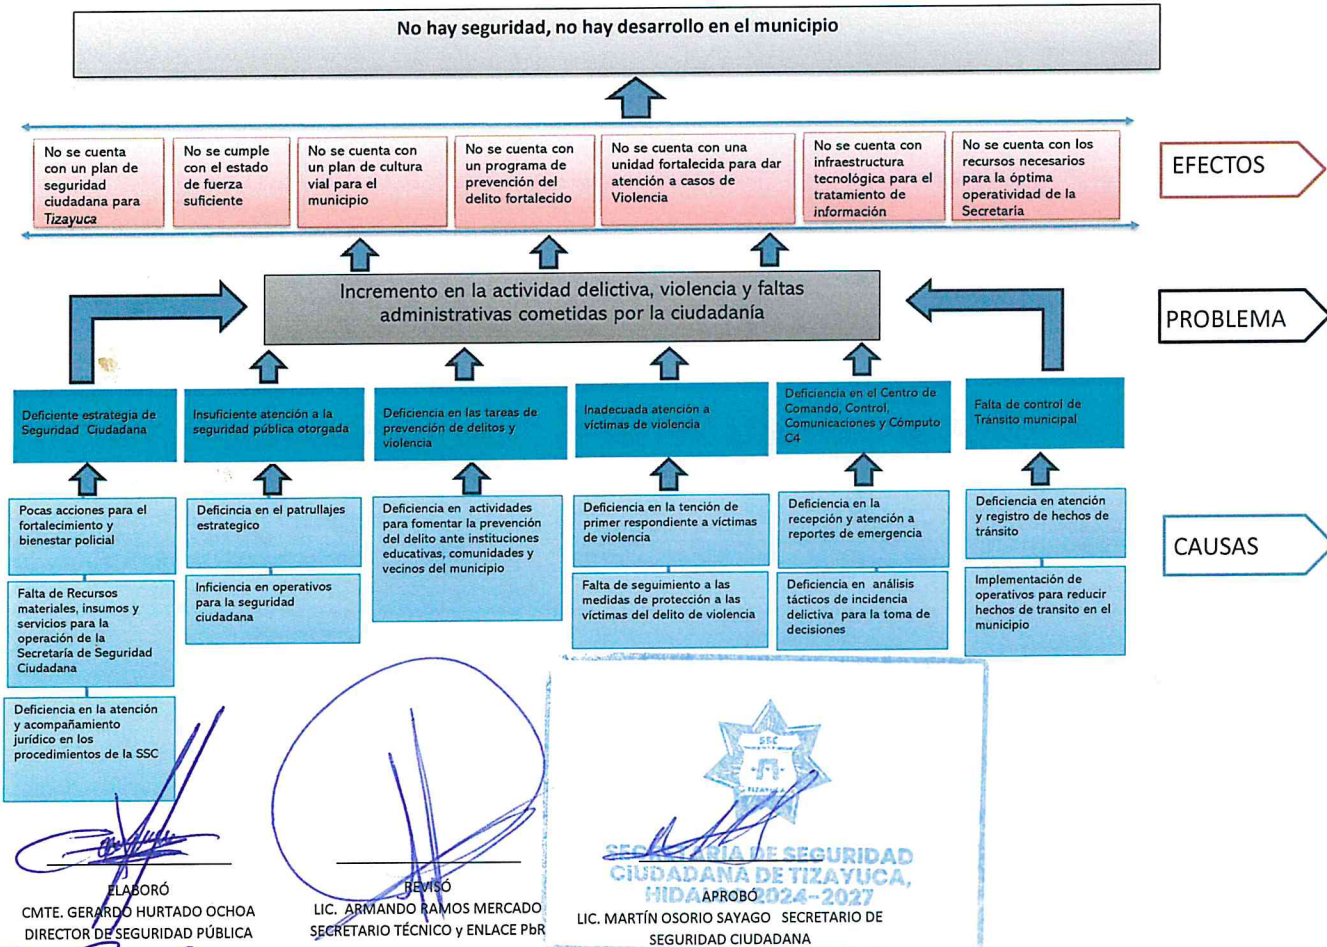 No hay seguridad, no hay desarrollo en el municipio
No se cuenta
con un plan de
seguridad
ciudadana para
Tizayuca
No se cumple
con el estado
de fuerza
suficiente
No se cuenta con
un plan de cultura
vial para el
municipio
No se cuenta con
un programa de
prevención del
delito fortalecido
No se cuenta con una
unidad fortalecida para dar
atención a casos de
Violencia
No se cuenta con
infraestructura
tecnológica para el
tratamiento de
información
No se cuenta con los
recursos necesarios
para la óptima
operatividad de la
Secretaría
EFECTOS
Incremento en la actividad delictiva, violencia y faltas
administrativas cometidas por la ciudadanía
PROBLEMA
Deficiente estrategia de
Seguridad Ciudadana
Insuficiente atención a la
seguridad pública otorgada
Deficiencia en las tareas de
prevención de delitos y
violencia
Inadecuada atención a
víctimas de violencia
Deficiencia en el Centro de
Comando, Control,
Comunicaciones y Cómputo
C4
Falta de control de
Tránsito municipal
Pocas acciones para el
fortalecimiento y
bienestar policial
Deficincia en el patrullajes
estrategico
Deficiencia en actividades
para fomentar la prevención
del delito ante instituciones
educativas, comunidades y
vecinos del municipio
Deficiencia en la tención de
primer respondiente a víctimas
de violencia
Deficiencia en la
recepción y atención a
reportes de emergencia
Deficiencia en atención
y registro de hechos de
tránsito
CAUSAS
Falta de Recursos
materiales, insumos y
servicios para la
operación de la
Secretaría de Seguridad
Ciudadana
Inficiencia en operativos
para la seguridad
ciudadana
Falta de seguimiento a las
medidas de protección a las
víctimas del delito de violencia
Deficiencia en análisis
tácticos de incidencia
delictiva para la toma de
decisiones
Implementación de
operativos para reducir
hechos de transito en el
municipio
Deficiencia en la atención
y acompañamiento
jurídico en los
procedimientos de la SSC
SSC
TIZAYUCA
SECRETARIA DE SEGURIDAD
CIUDADANA DE TIZAYUCA,
HIDALGO 2024-2027
ELABORÓ
CMTE. GERARDO HURTADO OCHOA
DIRECTOR DE SEGURIDAD PÚBLICA
REVISÓ
LIC. ARMANDO RAMOS MERCADO
SECRETARIO TÉCNICO y ENLACE PbR
APROBÓ
LIC. MARTÍN OSORIO SAYAGO SECRETARIO DE
SEGURIDAD CIUDADANA